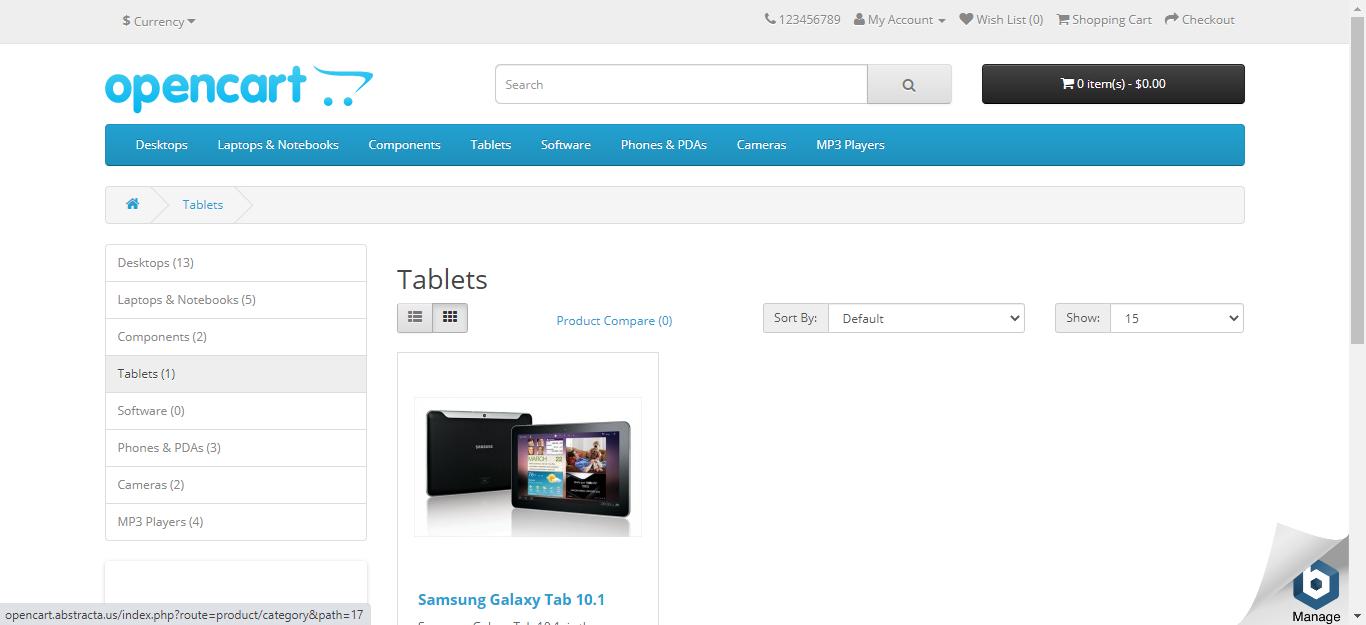 $ Currency
123456789 My Account Wish List (0) Shopping Cart Checkout
opencart
Search
0 item(s) - $0.00
Desktops Laptops & Notebooks Components Tablets Software Phones & PDAs Cameras MP3 Players
Tablets
Desktops (13)
Laptops & Notebooks (5)
Components (2)
Tablets (1)
Software (0)
Phones & PDAs (3)
Cameras (2)
MP3 Players (4)
Tablets
Product Compare (0)
Sort By: Default
Show: 15
SAMSUNG
MARCH 22
Samsung Galaxy Tab 10.1
opencart.abstracta.us/index.php?route=product/category&path=17
Manage